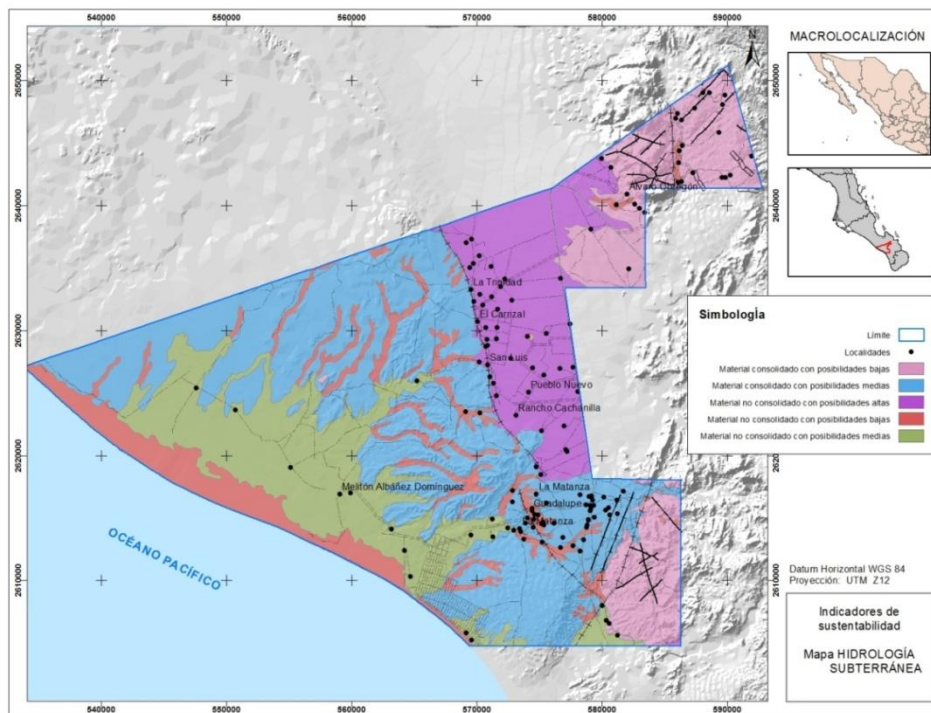 540000 550000 560000 570000 580000 590000
MACROLOCALIZACIÓN
N
2650000 2650000
2640000 2640000
Alvaro Obregón
La Trinidad
2630000
El Carrizal
San Luis
Pueblo Nuevo
Rancho Cachanilla
Simbología
Límite
Localidades
Material consolidado con posibilidades bajas
Material consolidado con posibilidades medias
Material no consolidado con posibilidades altas
Material no consolidado con posibilidades bajas
Material no consolidado con posibilidades medias
2620000
Melitón Albáñez Domínguez
La Matanza
Guadalupe
Matanza
OCÉANO PACÍFICO
2610000 2610000
Datum Horizontal WGS 84
Proyección: UTM Z12
Indicadores de
sustentabilidad
Mapa HIDROLOGÍA
SUBTERRÁNEA
540000 550000 560000 570000 580000 590000